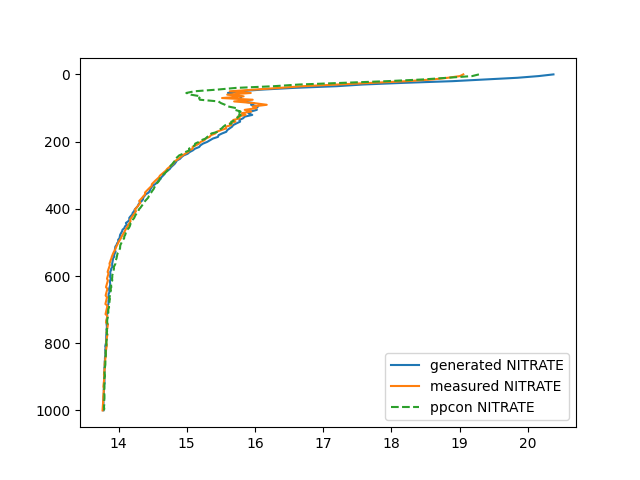 0
200
400
600
800
1000
14 15 16 17 18 19 20
generated NITRATE
measured NITRATE
ppcon NITRATE